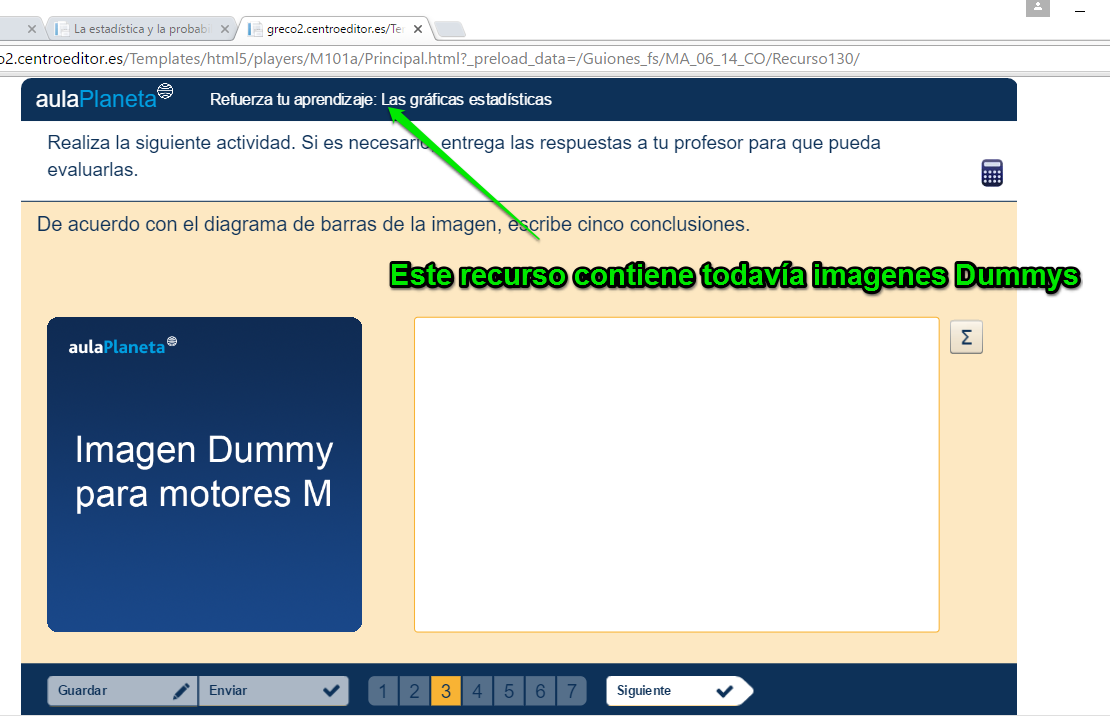 La estadística y la probabi
greco2.centroeditor.es/Te
o2.centroeditor.es/Templates/html5/players/M101a/Principal.html?_preload_data=/Guiones_fs/MA_06_14_CO/Recurso130/
aulaPlaneta Refuerza tu aprendizaje: Las gráficas estadísticas
Realiza la siguiente actividad. Si es necesario, entrega las respuestas a tu profesor para que pueda
evaluarlas.
De acuerdo con el diagrama de barras de la imagen, escribe cinco conclusiones.
Este recurso contiene todavía imagenes Dummys
aulaPlaneta
Imagen Dummy
para motores M
Σ
Guardar Enviar 1 2 3 4 5 6 7 Siguiente